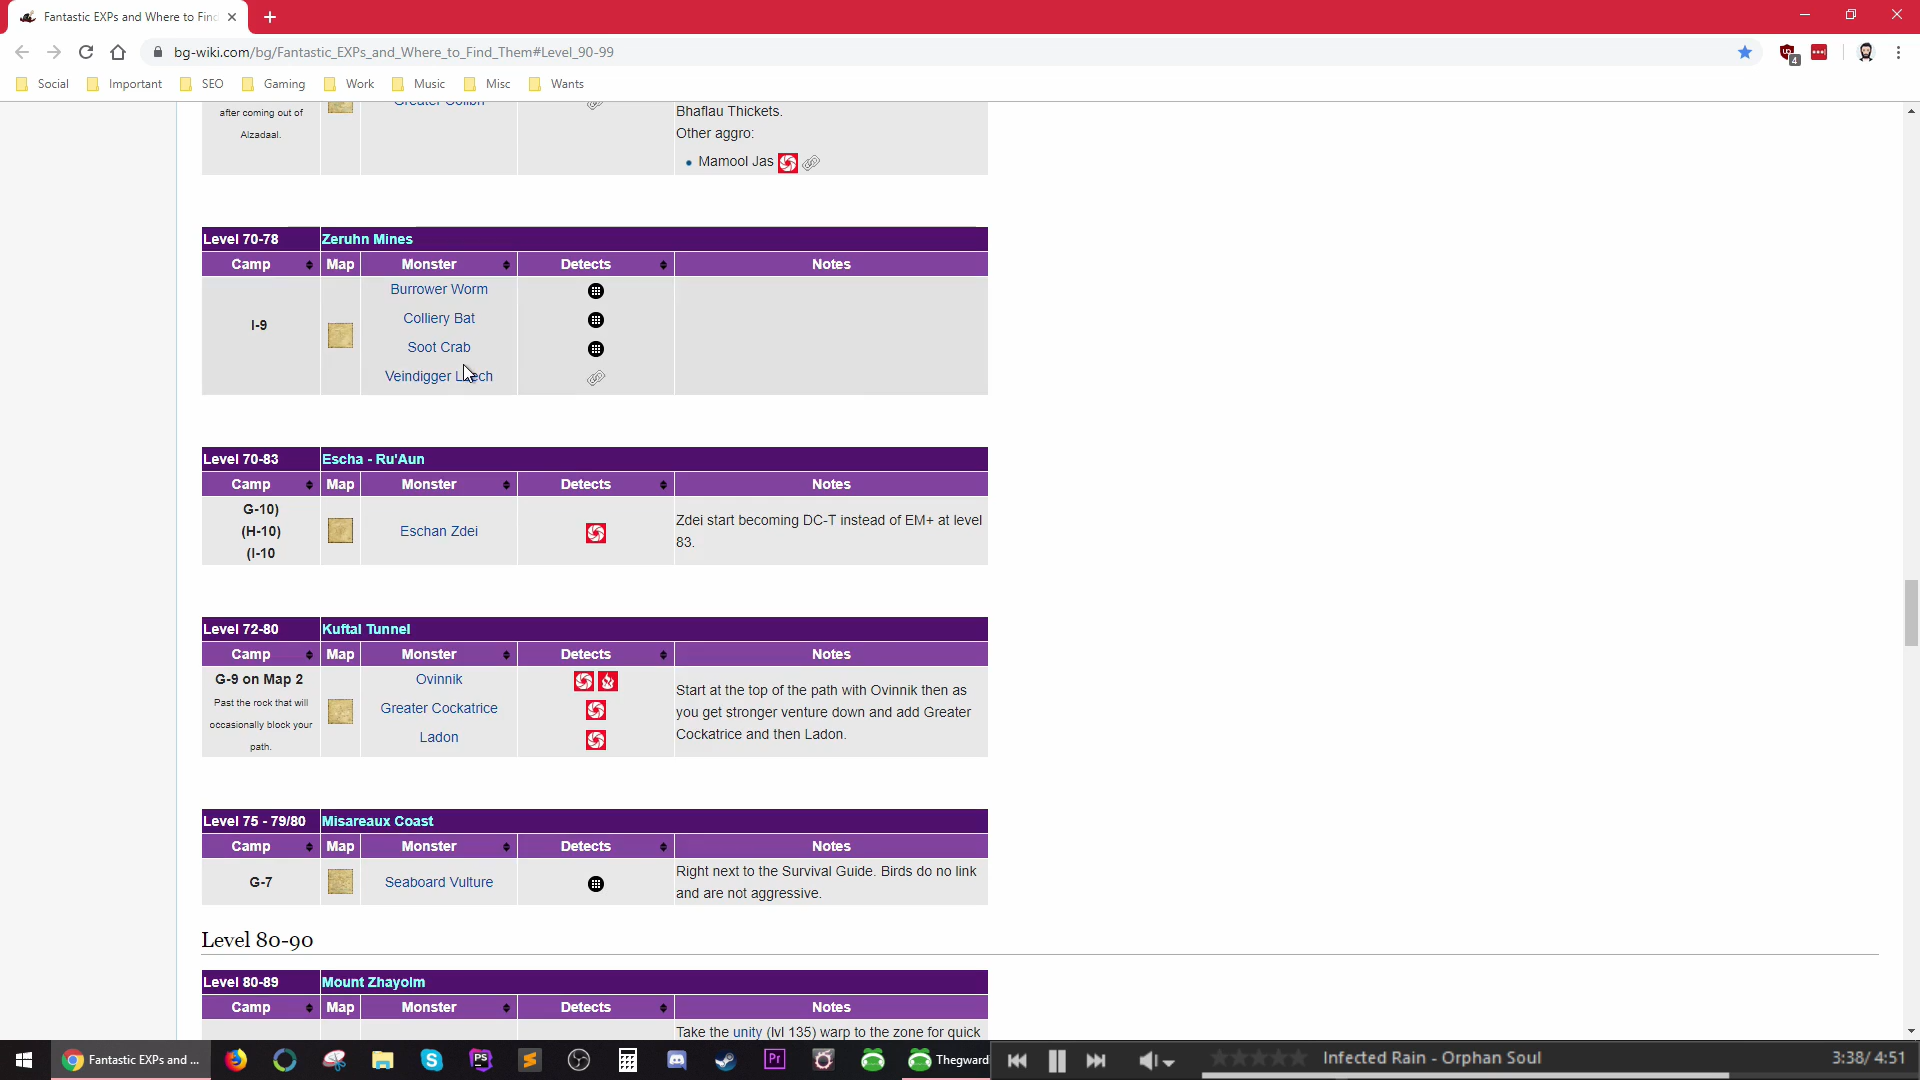 Fantastic EXPs and Where to Fin
bg-wiki.com/bg/Fantastic_EXPs_and_Where_to_Find_Them#Level_90-99
4
Social Important SEO Gaming Work Music Misc Wants
after coming out of
Alzadaal.
Greater Colibri
Bhaflau Thickets.
Other aggro:
Mamool Jas
Level 70-78 Zeruhn Mines
Camp Map Monster Detects Notes
I-9
Burrower Worm
Colliery Bat
Soot Crab
Veindigger Leech
Level 70-83 Escha - Ru'Aun
Camp Map Monster Detects Notes
G-10)
(H-10)
(I-10
Eschan Zdei
Zdei start becoming DC-T instead of EM+ at level
83.
Level 72-80 Kuftal Tunnel
Camp Map Monster Detects Notes
G-9 on Map 2
Past the rock that will
occasionally block your
path.
Ovinnik
Greater Cockatrice
Ladon
Start at the top of the path with Ovinnik then as
you get stronger venture down and add Greater
Cockatrice and then Ladon.
Level 75 - 79/80 Misareaux Coast
Camp Map Monster Detects Notes
G-7
Seaboard Vulture
Right next to the Survival Guide. Birds do no link
and are not aggressive.
Level 80-90
Level 80-89 Mount Zhayolm
Camp Map Monster Detects Notes
Take the unity (lvl 135) warp to the zone for quick
Fantastic EXPs and ...
PS
Pr
Thegward
Infected Rain - Orphan Soul
3:38/ 4:51